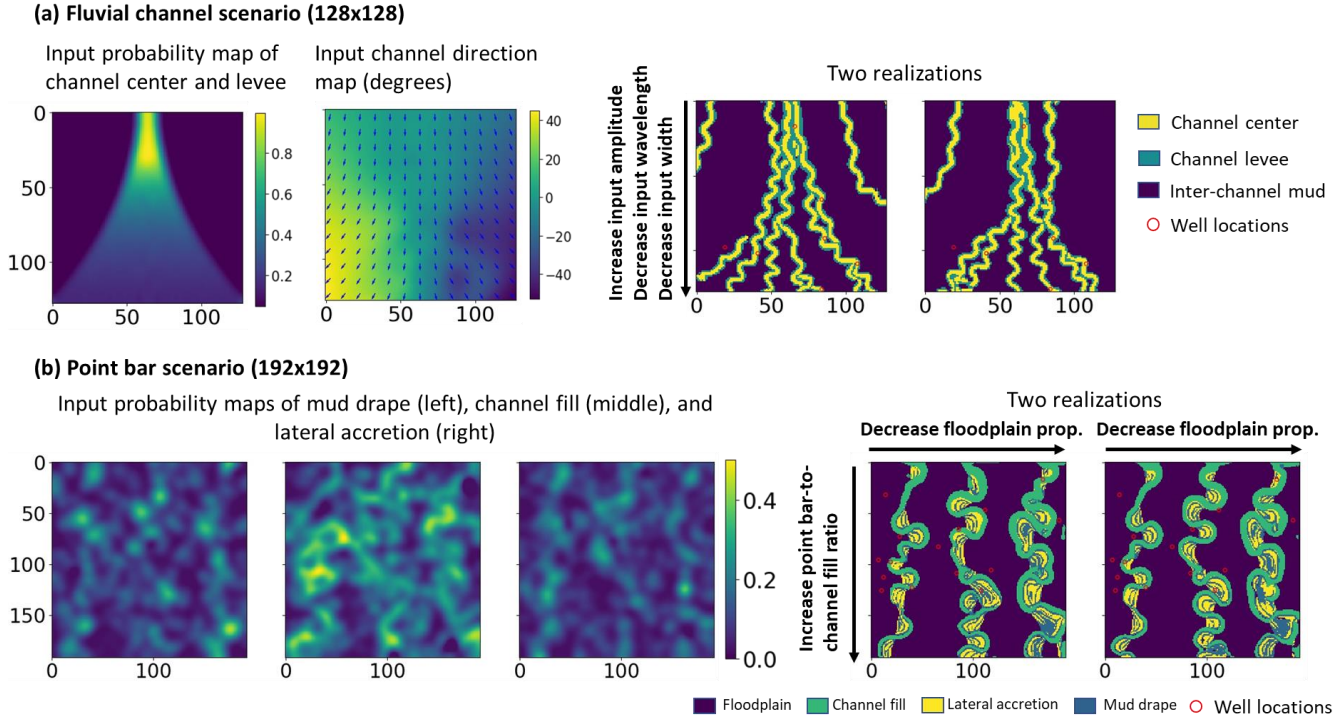 (a) Fluvial channel scenario (128x128)
Input probability map of
channel center and levee
Input channel direction
map (degrees)
Two realizations
Increase input amplitude
Decrease input wavelength
Decrease input width
0
50
100
0
50
100
0.8
0.6
0.4
0.2
0
50
100
40
20
0
−20
−40
0
50
100
0
50
100
Channel center
Channel levee
Inter-channel mud
Well locations
(b) Point bar scenario (192x192)
Input probability maps of mud drape (left), channel fill (middle), and
lateral accretion (right)
Two realizations
Decrease floodplain prop.
Decrease floodplain prop.
Increase point bar-to-
channel fill ratio
0
50
100
150
0
100
0
100
0
100
0.4
0.2
0.0
0
100
0
100
Floodplain
Channel fill
Lateral accretion
Mud drape
Well locations